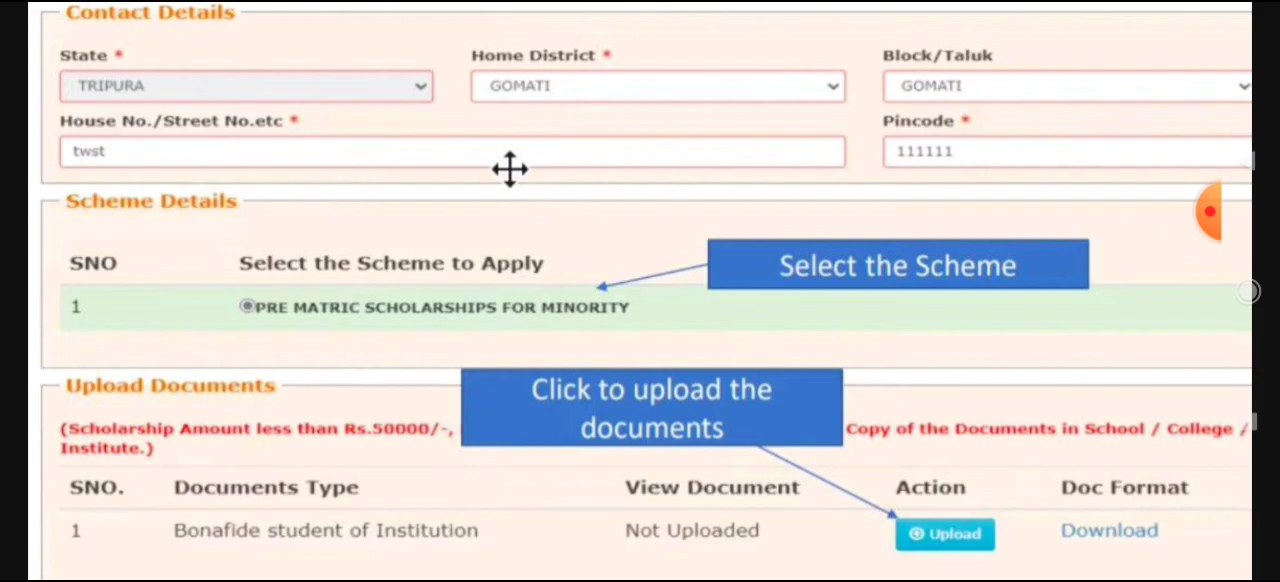 Contact Details
State * Home District * Block/Taluk
TRIPURA GOMATI GOMATI
House No./Street No.etc * Pincode *
twst 111111
Scheme Details
SNO Select the Scheme to Apply
Select the Scheme
1 PRE MATRIC SCHOLARSHIPS FOR MINORITY
Upload Documents
Click to upload the
documents
(Scholarship Amount less than Rs.50000/-, Copy of the Documents in School / College /
Institute.)
SNO. Documents Type View Document Action Doc Format
1 Bonafide student of Institution Not Uploaded Upload Download